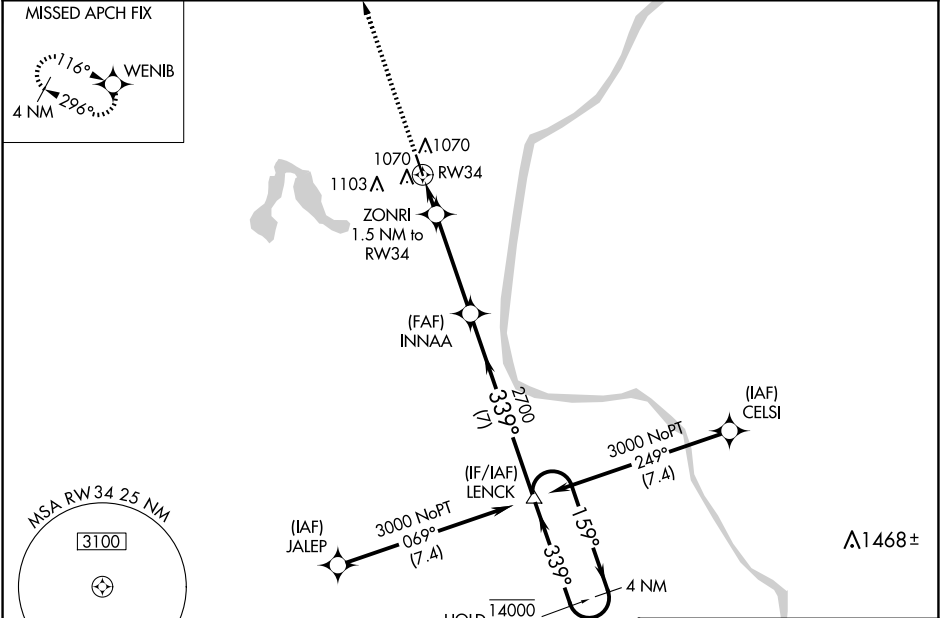 MISSED APCH FIX
116°
WENIB
4 NM
296°
1070
1070
1103
RW34
ZONRI
1.5 NM to
RW34
(FAF)
INNAA
2700
339°
(7)
(IAF)
CELSI
3000 NoPT
249°
(7.4)
(IF/IAF)
LENCK
MSA RW34 25 NM
3100
(IAF)
JALEP
3000 NoPT
069°
(7.4)
159°
339°
1468±
4 NM
HOLD 14000